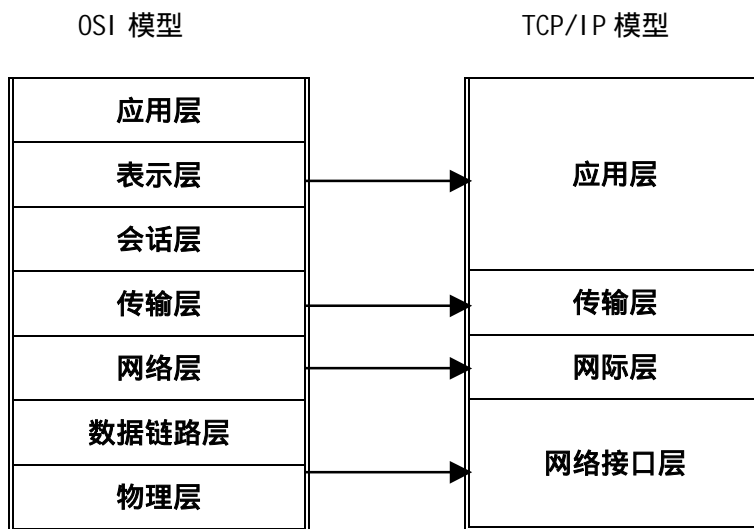 OSI 模型
TCP/IP 模型
应用层
表示层
会话层
传输层
网络层
数据链路层
物理层
应用层
传输层
网际层
网络接口层